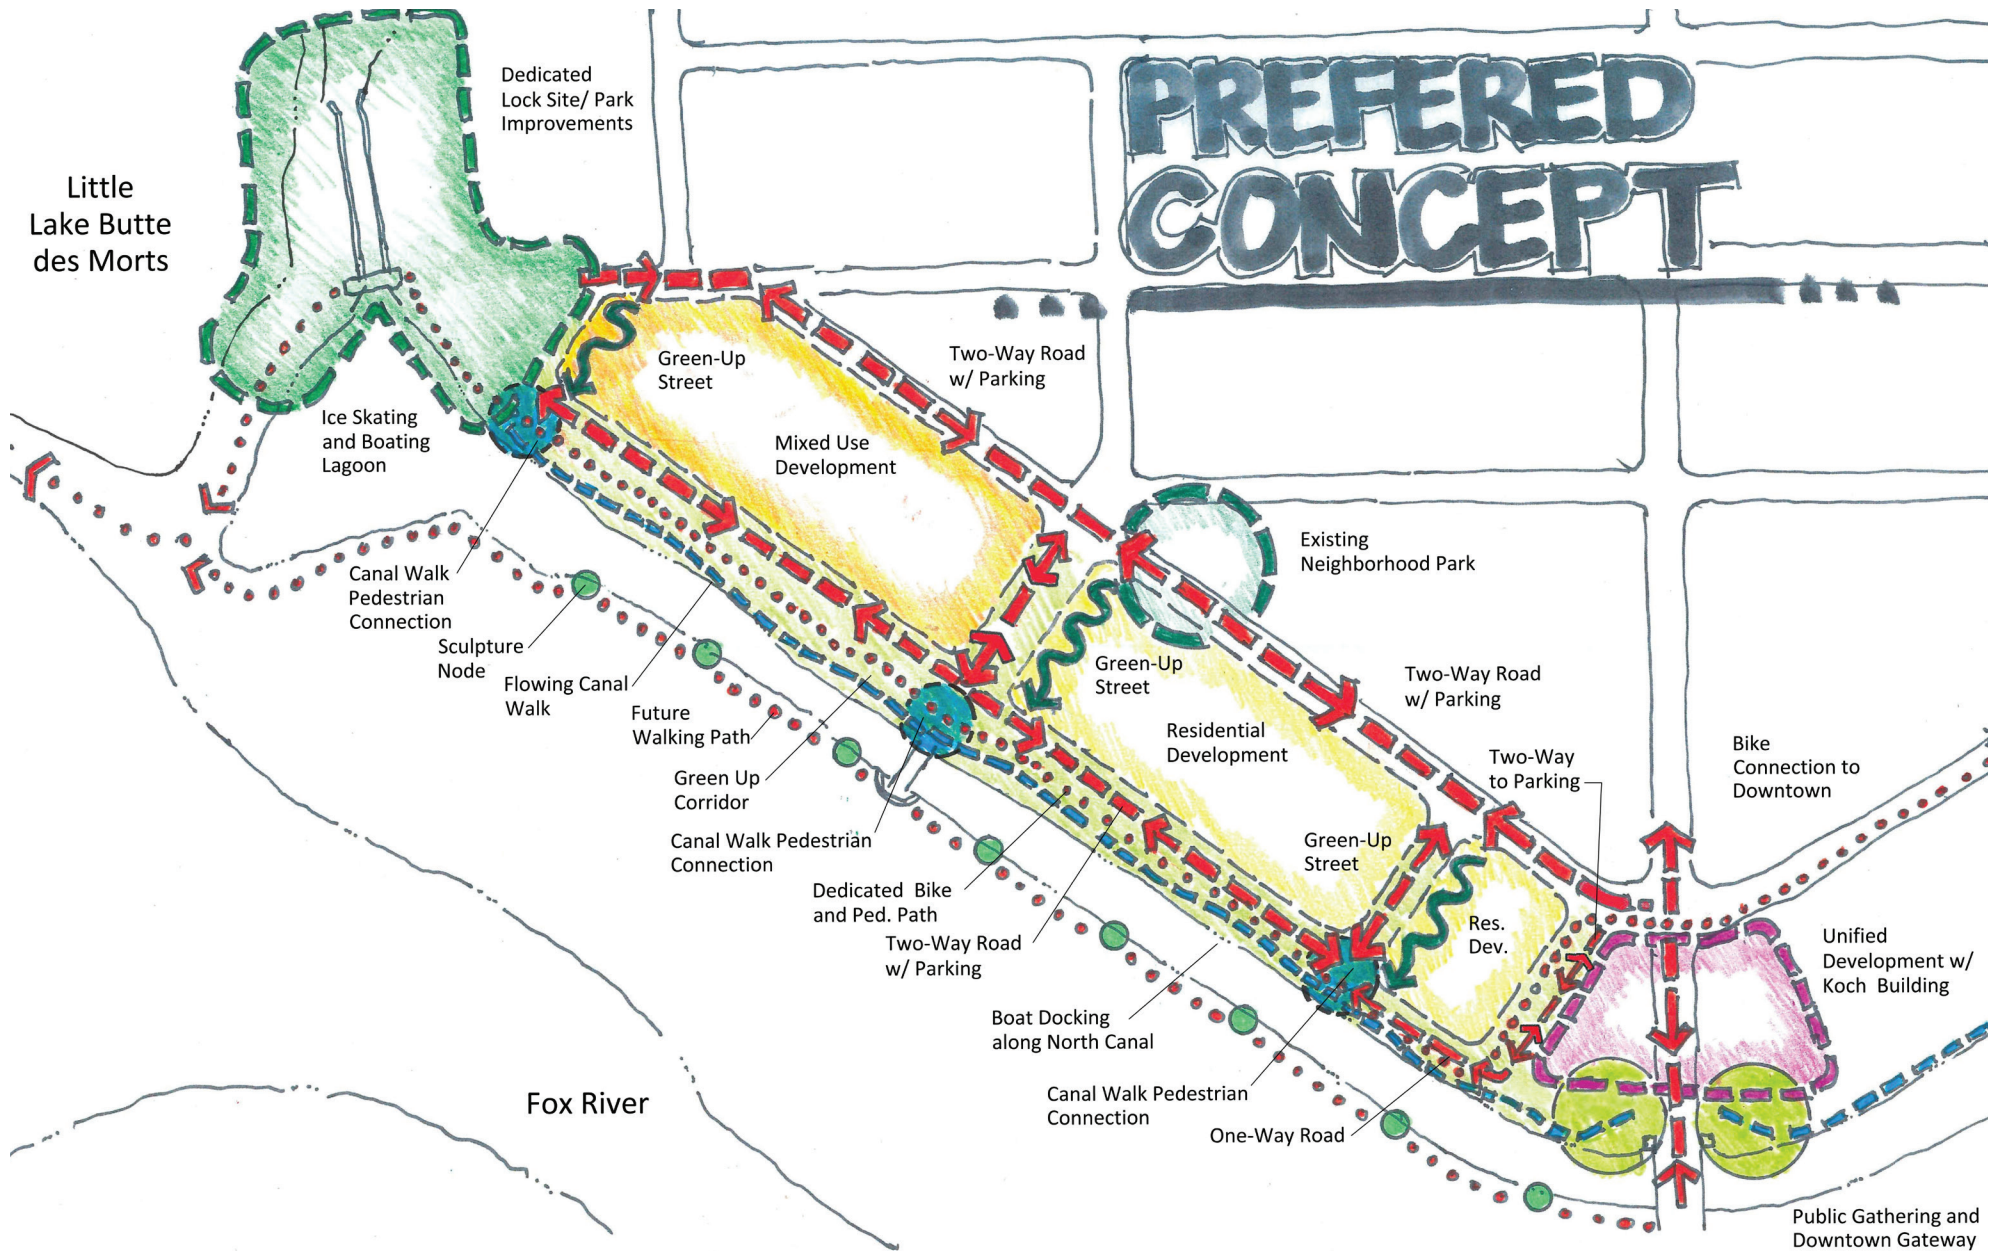 PREFERED
CONCEPT
Dedicated
Lock Site/ Park
Improvements
Little
Lake Butte
des Morts
Green-Up
Street
Two-Way Road
w/ Parking
Ice Skating
and Boating
Lagoon
Mixed Use
Development
Existing
Neighborhood Park
Canal Walk
Pedestrian
Connection
Sculpture
Node
Flowing Canal
Walk
Future
Walking Path
Green Up
Corridor
Canal Walk Pedestrian
Connection
Dedicated Bike
and Ped. Path
Two-Way Road
w/ Parking
Green-Up
Street
Residential
Development
Two-Way Road
w/ Parking
Two-Way
to Parking
Bike
Connection to
Downtown
Green-Up
Street
Res.
Dev.
Unified
Development w/
Koch Building
Boat Docking
along North Canal
Canal Walk Pedestrian
Connection
One-Way Road
Fox River
Public Gathering and
Downtown Gateway